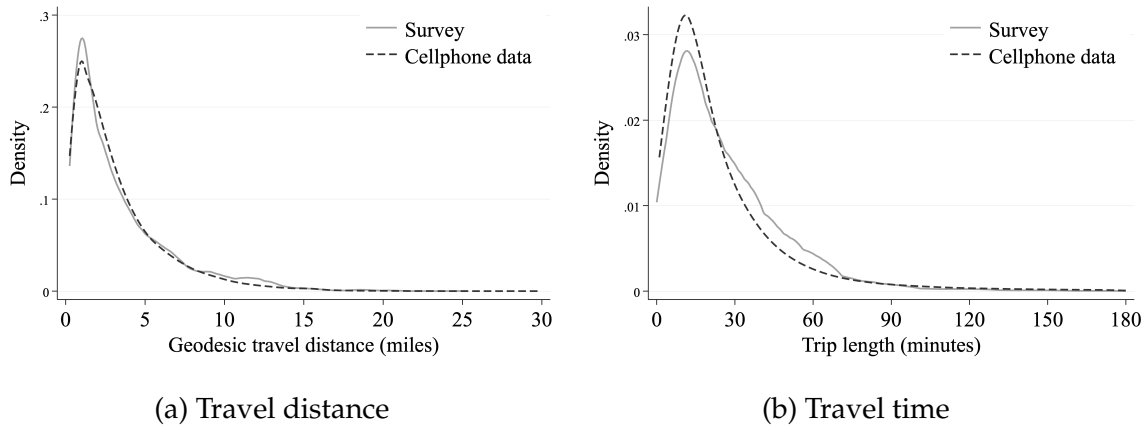 .3
.2
.1
0
Density
Survey
Cellphone data
0 5 10 15 20 25 30
Geodesic travel distance (miles)
(a) Travel distance
.03
.02
.01
0
Density
Survey
Cellphone data
0 30 60 90 120 150 180
Trip length (minutes)
(b) Travel time